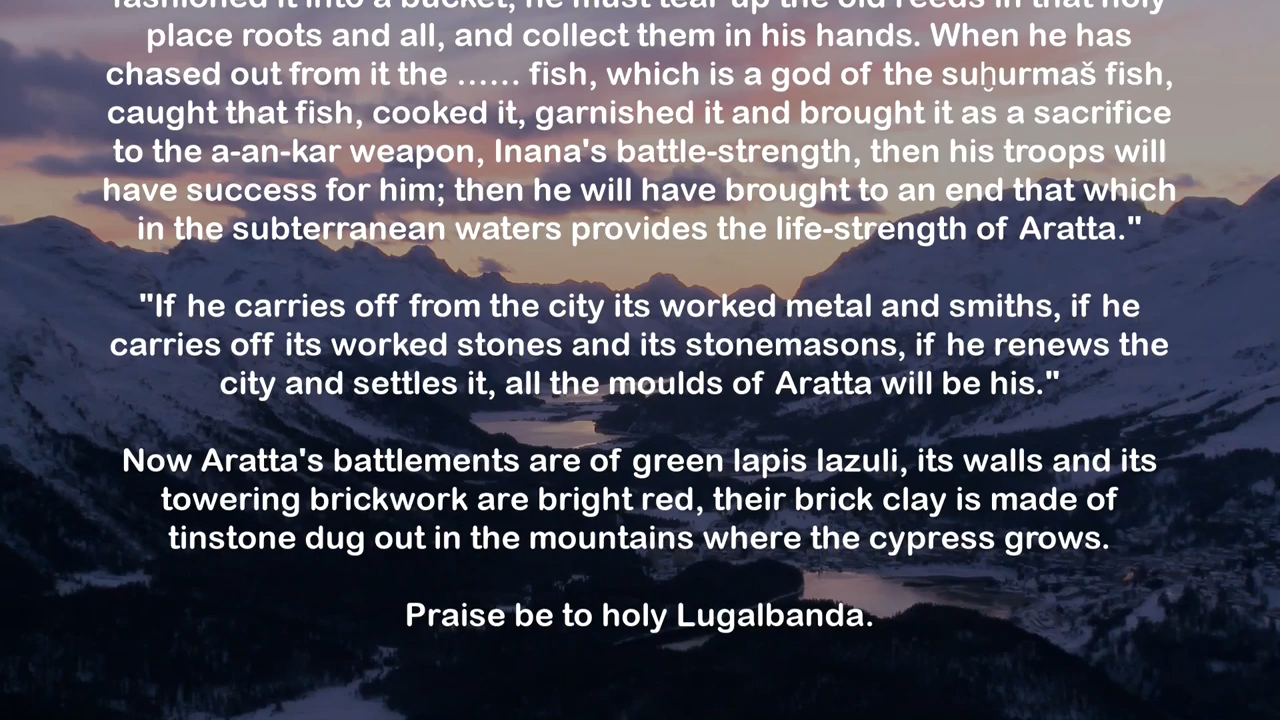 fashioned it into a bucket, he must tear up the old reeds in that holy
place roots and all, and collect them in his hands. When he has
chased out from it the ...... fish, which is a god of the suḫurmaš fish,
caught that fish, cooked it, garnished it and brought it as a sacrifice
to the a-an-kar weapon, Inana's battle-strength, then his troops will
have success for him; then he will have brought to an end that which
in the subterranean waters provides the life-strength of Aratta."
"If he carries off from the city its worked metal and smiths, if he
carries off its worked stones and its stonemasons, if he renews the
city and settles it, all the moulds of Aratta will be his."
Now Aratta's battlements are of green lapis lazuli, its walls and its
towering brickwork are bright red, their brick clay is made of
tinstone dug out in the mountains where the cypress grows.
Praise be to holy Lugalbanda.